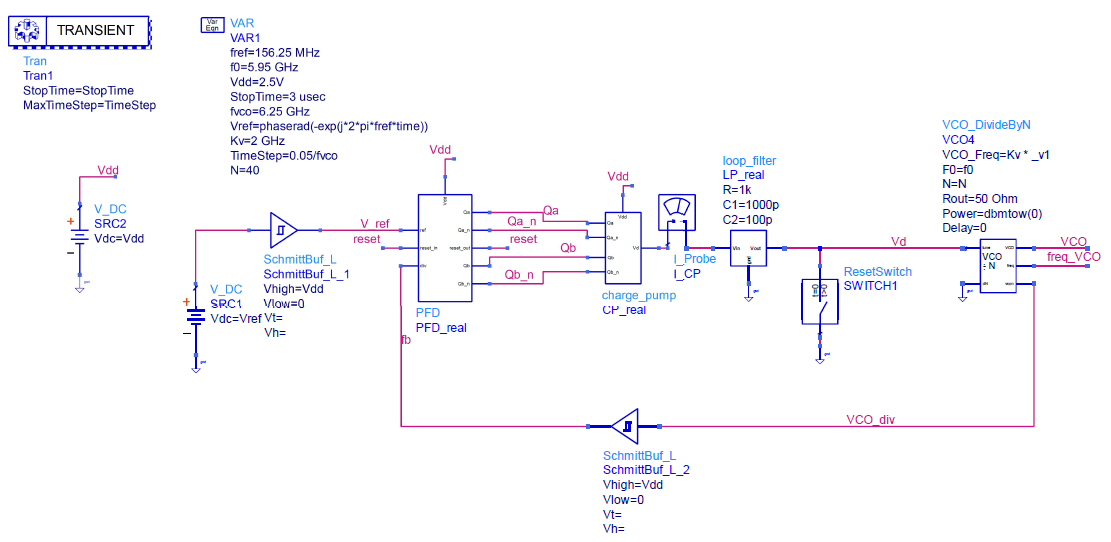 TRANSIENT
Tran
Tran1
StopTime=StopTime
MaxTimeStep=TimeStep
Var
Eqn
VAR
VAR1
fref=156.25 MHz
f0=5.95 GHz
Vdd=2.5V
StopTime=3 usec
fvco=6.25 GHz
Vref=phaserad(-exp(j*2*pi*fref*time))
Kv=2 GHz
TimeStep=0.05/fvco
N=40
Vdd
V_DC
SRC2
Vdc=Vdd
V_DC
SRC1
Vdc=Vref
SchmittBuf_L
SchmittBuf_L_1
Vhigh=Vdd
Vlow=0
Vt=
Vh=
V_ref
reset
fb
Vdd
ref
reset_in
div
Qa
Qa_n
reset_out
Qb
Qb_n
PFD
PFD_real
Qa
Qa_n
reset
Qb
Qb_n
Vdd
Vdd
Qa
Qa_n
Qb
Qb_n
Vd
charge_pump
CP_real
I_Probe
I_CP
loop_filter
LP_real
R=1k
C1=1000p
C2=100p
Vin
Vout
Vd
ResetSwitch
SWITCH1
VCO_DivideByN
VCO4
VCO_Freq=Kv * _v1
F0=f0
N=N
Rout=50 Ohm
Power=dbmtow(0)
Delay=0
VCO
÷ N
VCO
freq_VCO
VCO_div
SchmittBuf_L
SchmittBuf_L_2
Vhigh=Vdd
Vlow=0
Vt=
Vh=